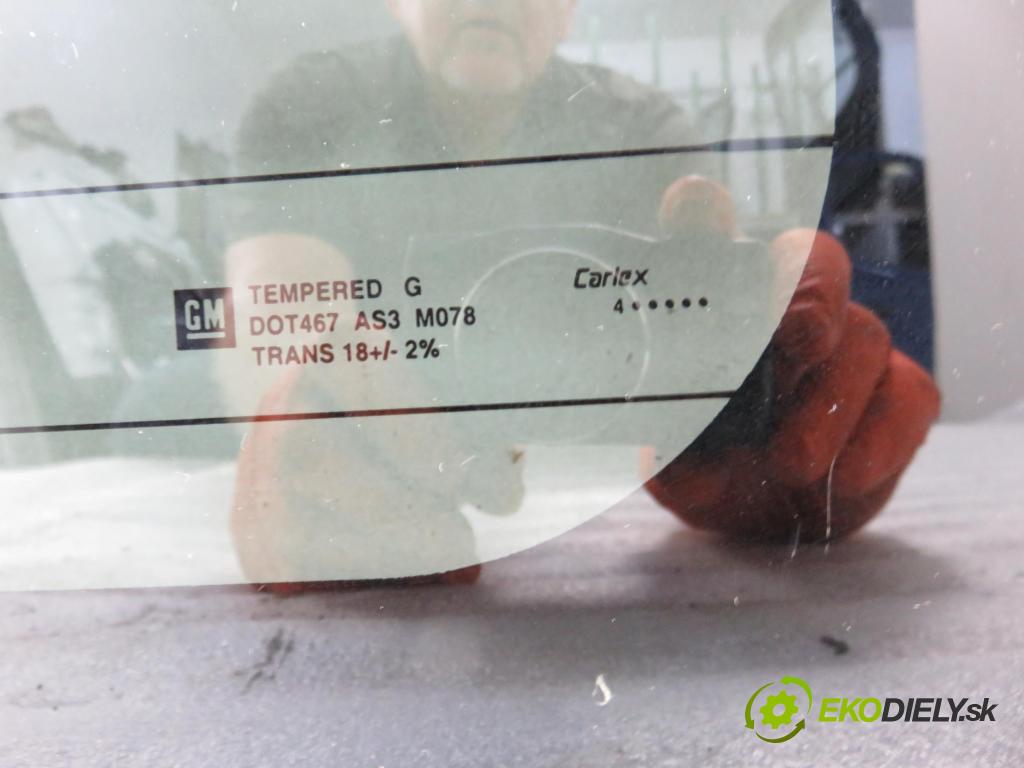 GM
TEMPERED G
DOT467 AS3 M078
TRANS 18+/- 2%
Carlex
4 • • • • •
EKODIELY.sk